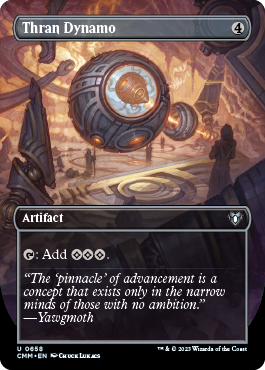 Thran Dynamo 4
Artifact
: Add .
“The ‘pinnacle’ of advancement is a
concept that exists only in the narrow
minds of those with no ambition.”
—Yawgmoth
U 0658
CMM • EN Chuck Lukacs
™ & © 2023 Wizards of the Coast